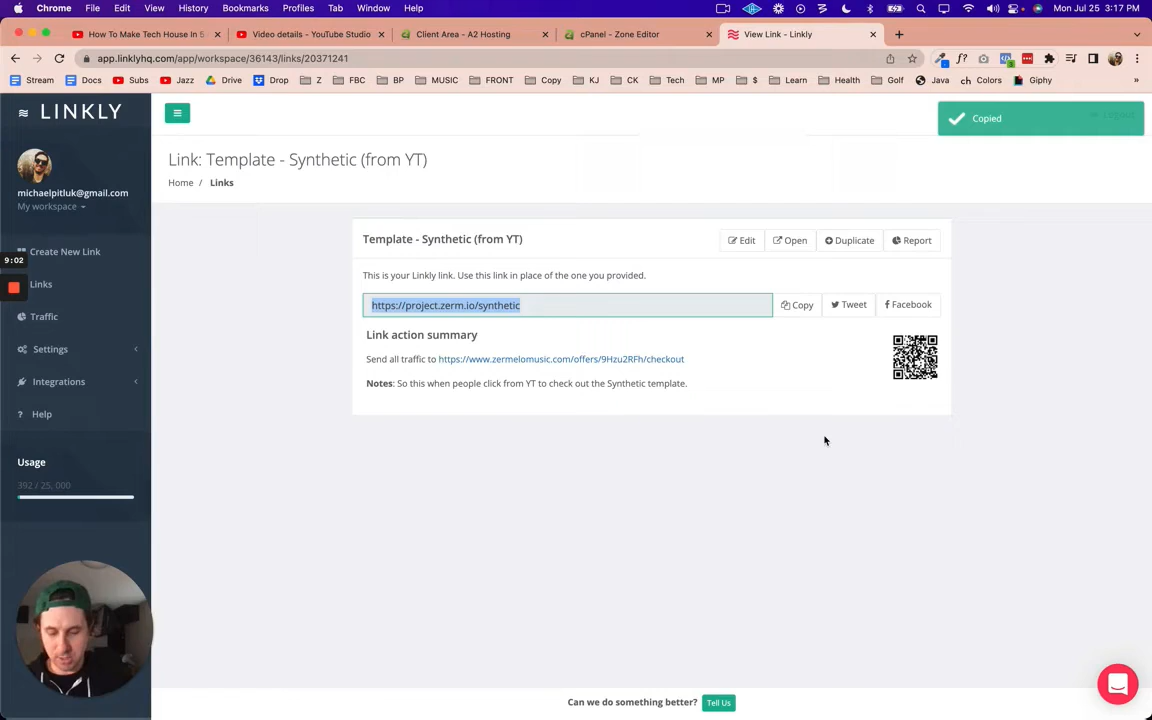 Chrome File Edit View History Bookmarks Profiles Tab Window Help Mon Jul 25 3:17 PM
How To Make Tech House In 5 Video details - YouTube Studio Client Area - A2 Hosting cPanel - Zone Editor View Link - Linkly
app.linklyhq.com/app/workspace/36143/links/20371241
Stream Docs Subs Jazz Drive Drop Z FBC BP MUSIC FRONT Copy KJ CK Tech MP $ Learn Health Golf Java ch Colors Giphy »
LINKLY
Copied
Link: Template - Synthetic (from YT)
Home / Links
michaelpitluk@gmail.com
My workspace
Create New Link
9:02
Links
Traffic
Settings
Integrations
? Help
Usage
392 / 25, 000
Template - Synthetic (from YT)
Edit Open Duplicate Report
This is your Linkly link. Use this link in place of the one you provided.
https://project.zerm.io/synthetic
Copy Tweet Facebook
Link action summary
Send all traffic to https://www.zermelomusic.com/offers/9Hzu2RFh/checkout
Notes: So this when people click from YT to check out the Synthetic template.
Can we do something better? Tell Us